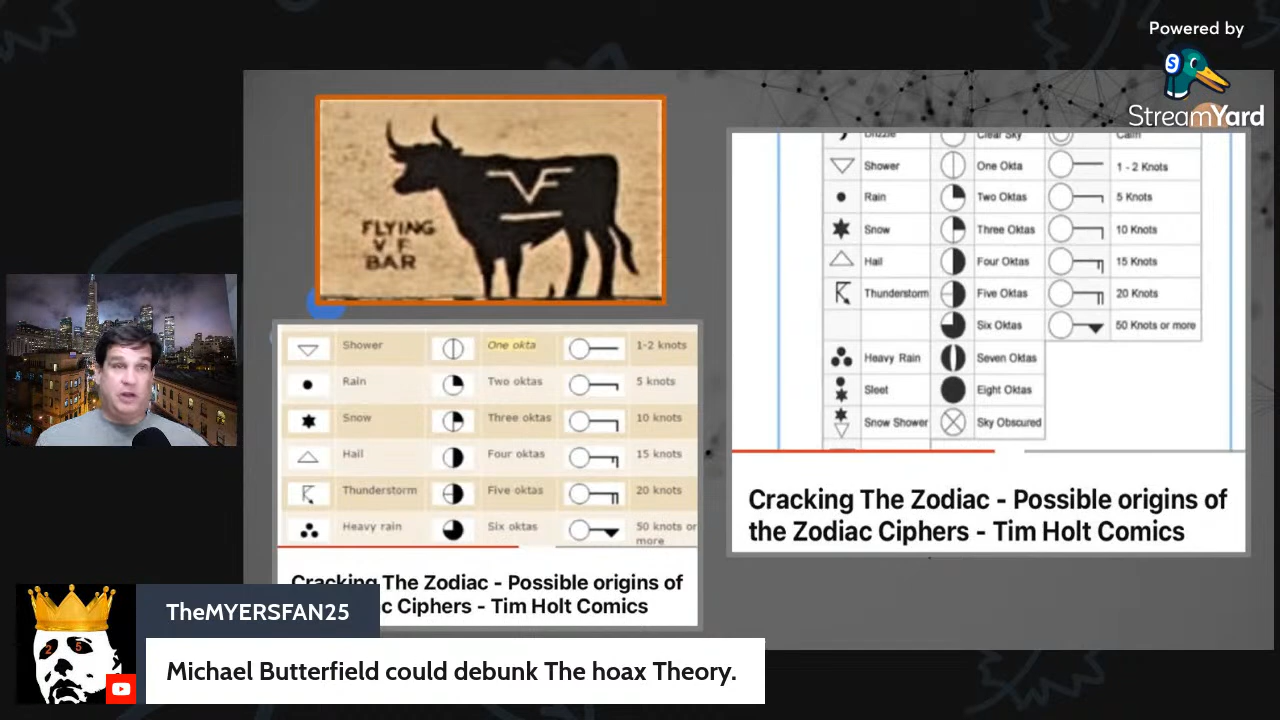 Powered by
StreamYard
FLYING
V F
BAR
VF
Shower One okta 1-2 knots
Rain Two oktas 5 knots
Snow Three oktas 10 knots
Hail Four oktas 15 knots
Thunderstorm Five oktas 20 knots
Heavy rain Six oktas 50 knots or
more
Cracking The Zodiac - Possible origins of
c Ciphers - Tim Holt Comics
Drizzle Clear Sky Calm
Shower One Okta 1 - 2 Knots
Rain Two Oktas 5 Knots
Snow Three Oktas 10 Knots
Hail Four Oktas 15 Knots
Thunderstorm Five Oktas 20 Knots
Six Oktas 50 Knots or more
Heavy Rain Seven Oktas
Sleet Eight Oktas
Snow Shower Sky Obscured
Cracking The Zodiac - Possible origins of
the Zodiac Ciphers - Tim Holt Comics
2 5
TheMYERSFAN25
Michael Butterfield could debunk The hoax Theory.